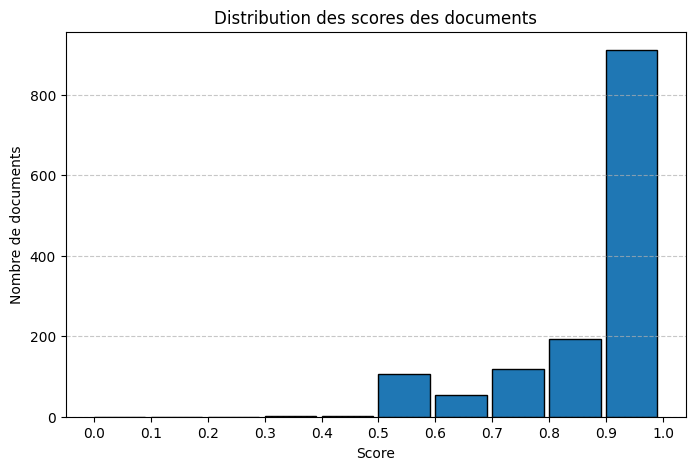 Distribution des scores des documents
Nombre de documents
800
600
400
200
0
0.0 0.1 0.2 0.3 0.4 0.5 0.6 0.7 0.8 0.9 1.0
Score